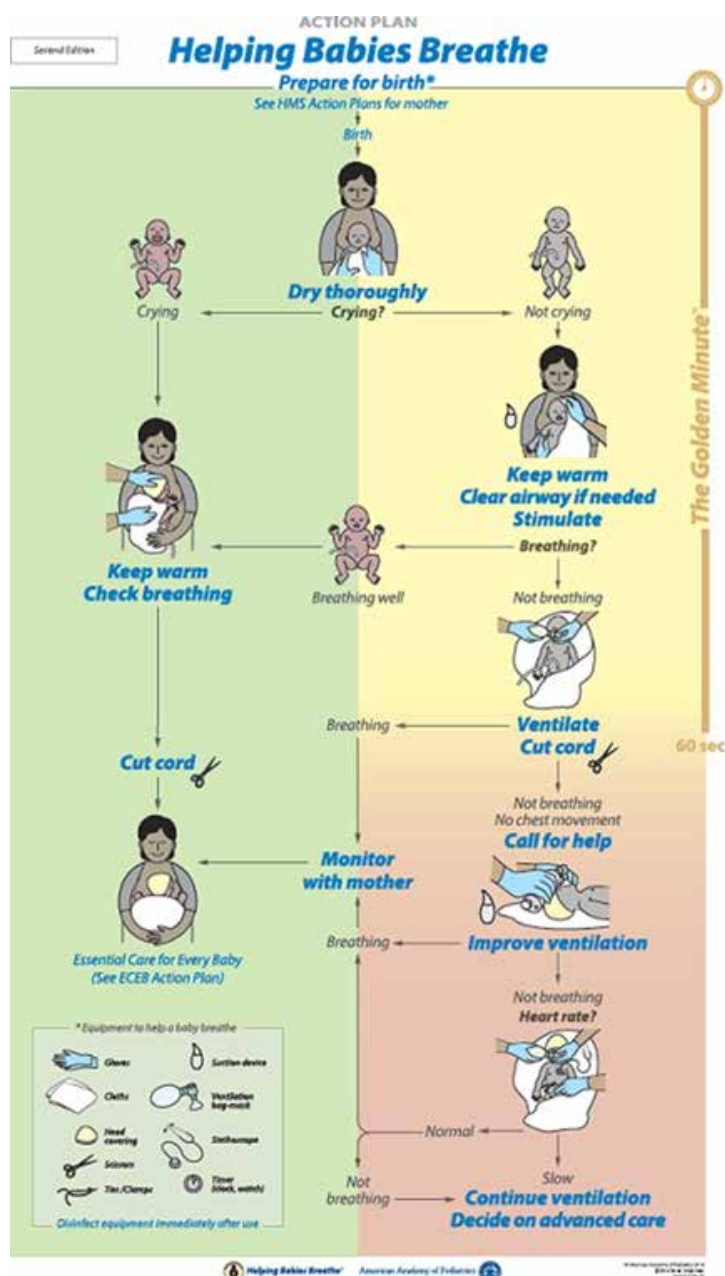 ACTION PLAN
Second Edition
Helping Babies Breathe
Prepare for birth*
See HMS Action Plans for mother
Birth
Dry thoroughly
Crying
Crying?
Not crying
The Golden Minute™
Keep warm
Clear airway if needed
Stimulate
Breathing?
Keep warm
Check breathing
Breathing well
Not breathing
Breathing
Ventilate
Cut cord
60 sec
Cut cord
Not breathing
No chest movement
Call for help
Monitor
with mother
Breathing
Improve ventilation
Essential Care for Every Baby
(See ECEB Action Plan)
Not breathing
Heart rate?
* Equipment to help a baby breathe
Gloves
Suction device
Cloths
Ventilation
bag-mask
Head
covering
Stethoscope
Scissors
Ties/Clamps
Timer
(clock, watch)
Disinfect equipment immediately after use
Normal
Not
breathing
Slow
Continue ventilation
Decide on advanced care
Helping Babies Breathe®
American Academy of Pediatrics